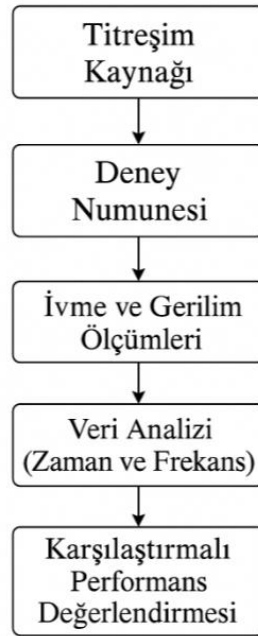 Titreşim
Kaynağı
Deney
Numunesi
İvme ve Gerilim
Ölçümleri
Veri Analizi
(Zaman ve Frekans)
Karşılaştırmalı
Performans
Değerlendirmesi